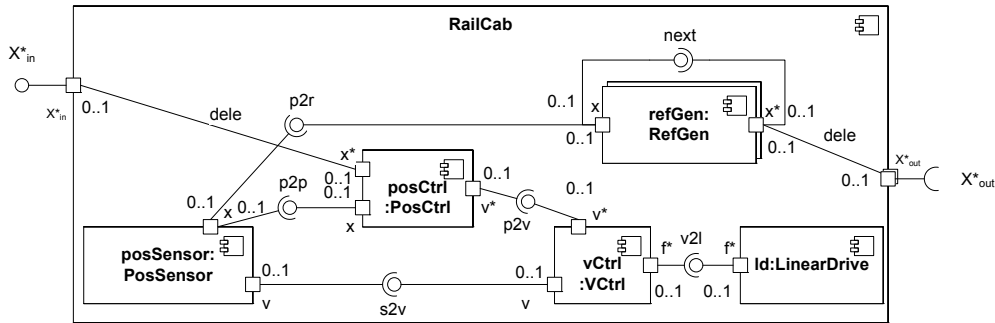 RailCab
next
X*in
X*in
0..1
dele
p2r
0..1
x
0..1
refGen:
RefGen
x*
0..1
0..1
dele
X*out
0..1
X*out
x*
0..1
0..1
p2p
0..1
x
0..1
x
posCtrl
:PosCtrl
0..1
v*
p2v
0..1
v*
posSensor:
PosSensor
0..1
v
s2v
0..1
v
vCtrl
:VCtrl
f*
0..1
v2l
f*
0..1
ld:LinearDrive